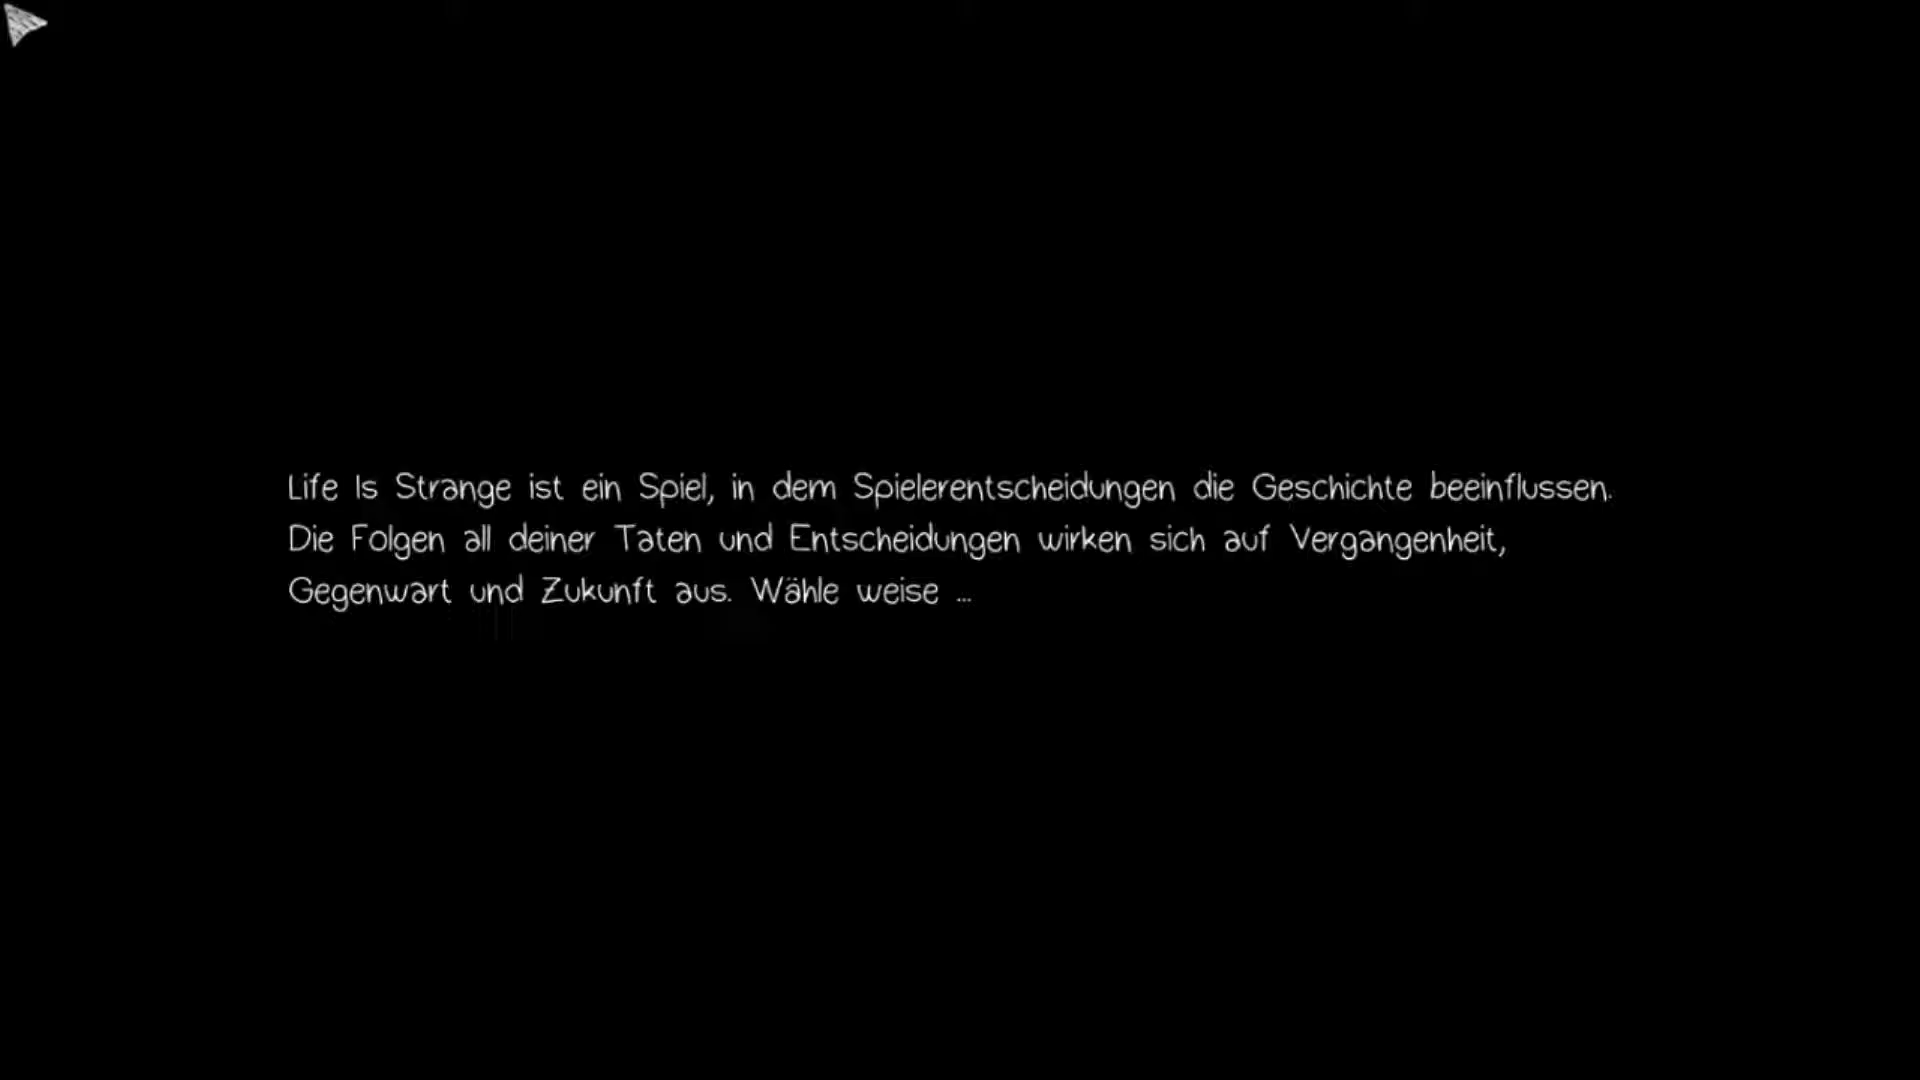 Life Is Strange ist ein Spiel, in dem Spielerentscheidungen die Geschichte beeinflussen.
Die Folgen all deiner Taten und Entscheidungen wirken sich auf Vergangenheit,
Gegenwart und Zukunft aus. Wähle weise ...